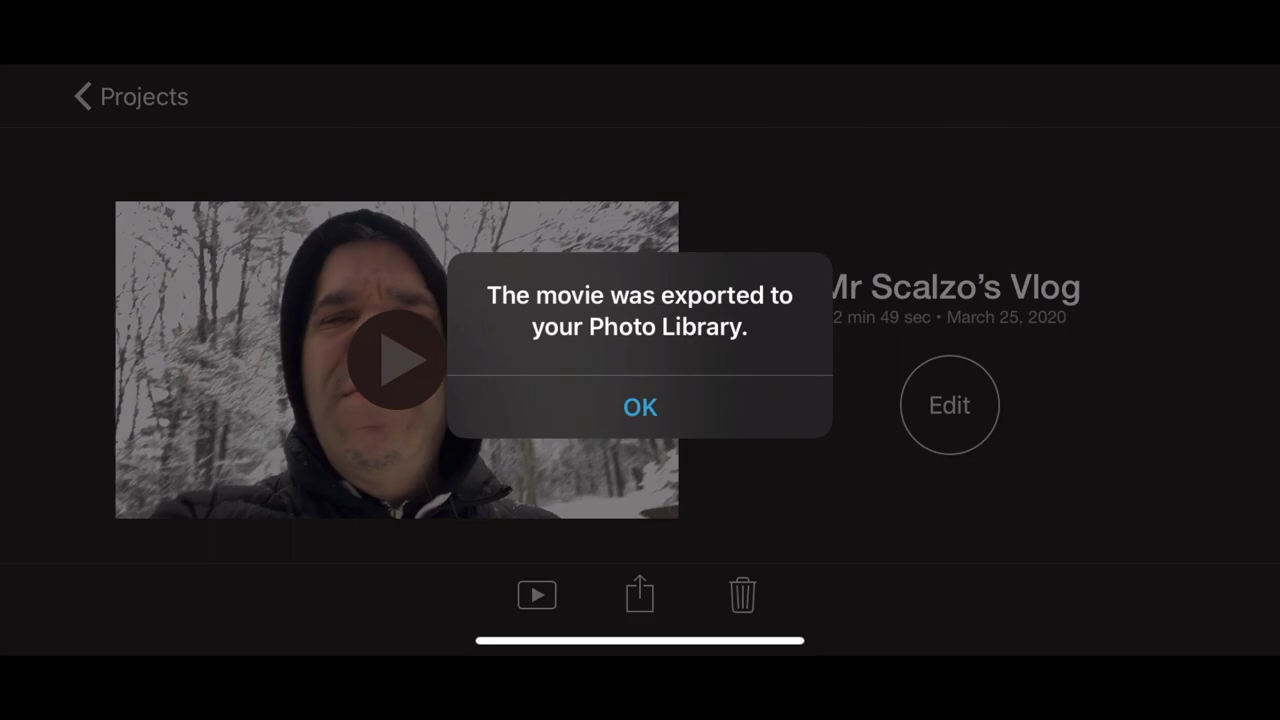 Projects
The movie was exported to
your Photo Library.
OK
Mr Scalzo’s Vlog
2 min 49 sec • March 25, 2020
Edit